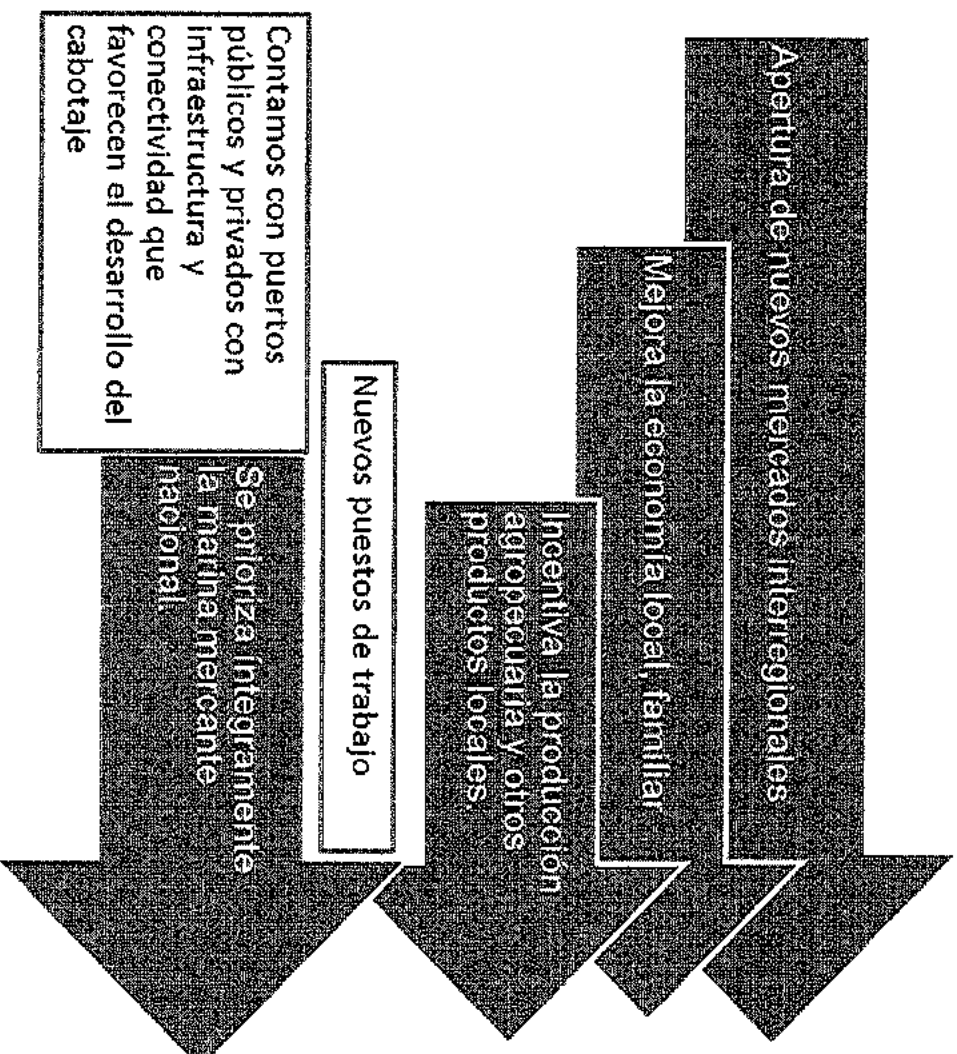 Apertura de nuevos mercados interregionales
Mejora la economía local, familiar
Incentiva la producción
agropecuaria y otros
productos locales.
Nuevos puestos de trabajo
Contamos con puertos
públicos y privados con
infraestructura y
conectividad que
favorecen el desarrollo del
cabotaje
Se prioriza íntegramente
la marina mercante
nacional.